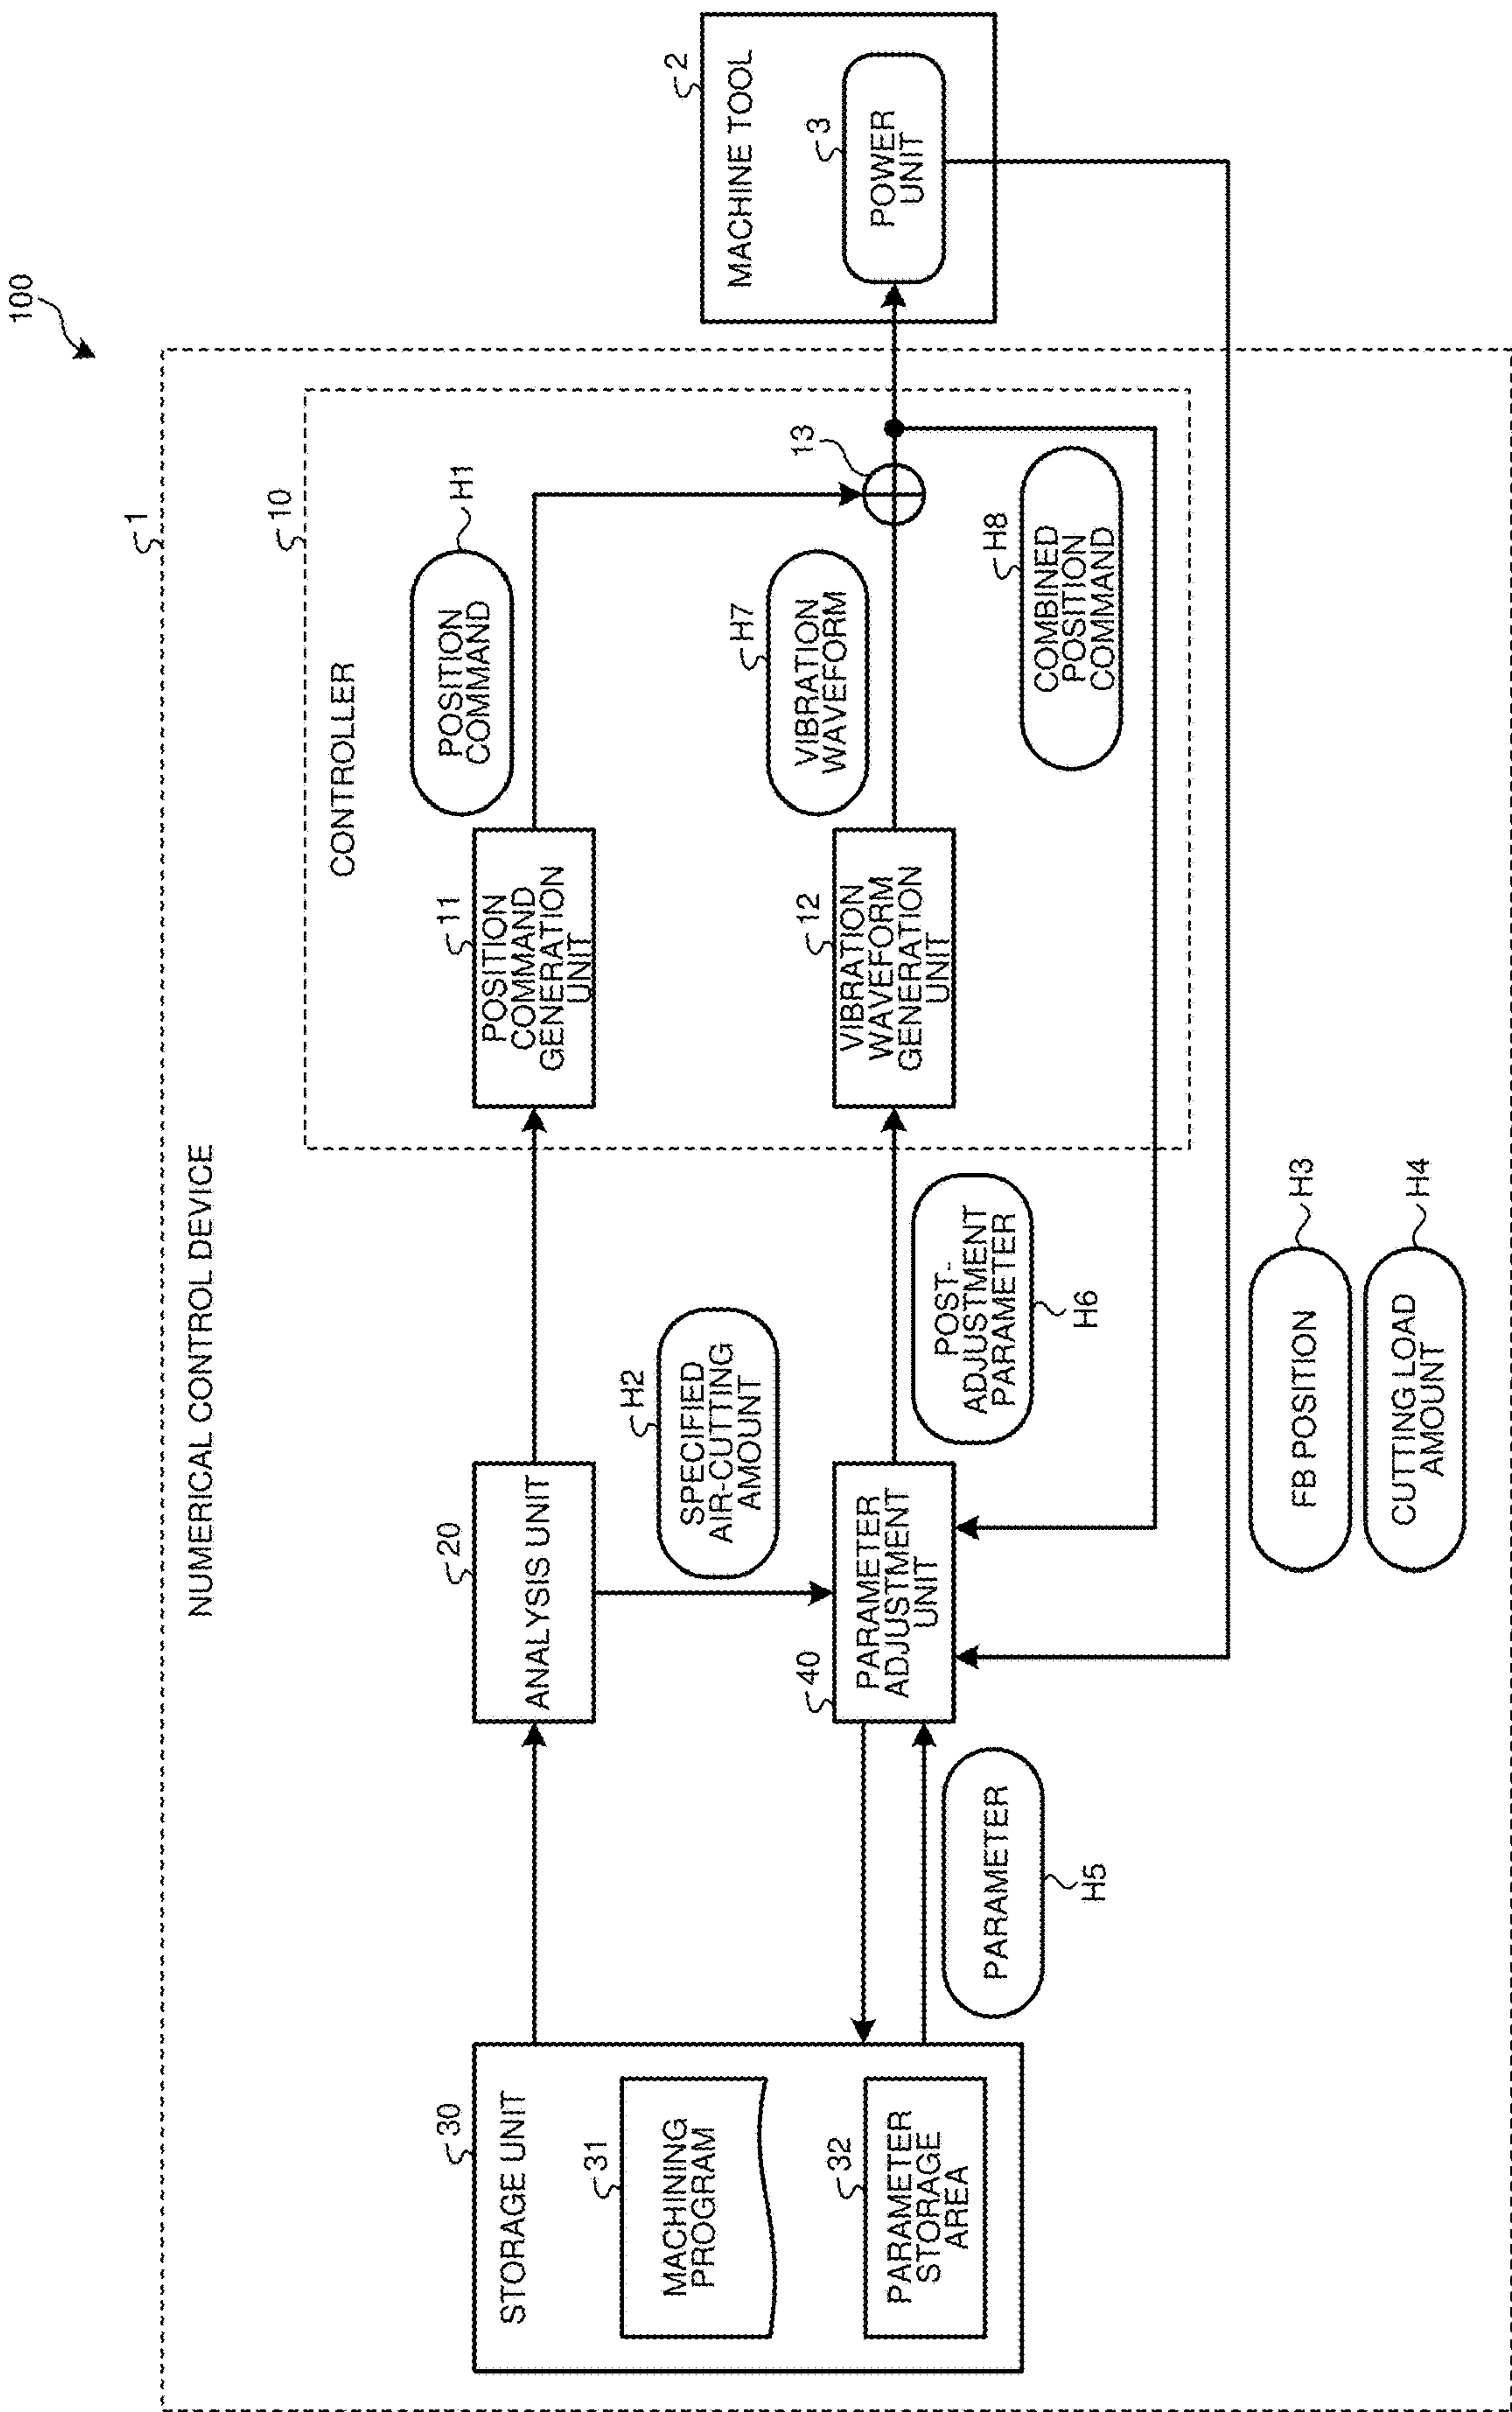 100
1
NUMERICAL CONTROL DEVICE
10
CONTROLLER
30
STORAGE UNIT
31
MACHINING
PROGRAM
32
PARAMETER
STORAGE
AREA
20
ANALYSIS UNIT
H2
SPECIFIED
AIR-CUTTING
AMOUNT
40
PARAMETER
ADJUSTMENT
UNIT
PARAMETER
H5
POST-
ADJUSTMENT
PARAMETER
H6
11
POSITION
COMMAND
GENERATION
UNIT
POSITION
COMMAND
H1
12
VIBRATION
WAVEFORM
GENERATION
UNIT
H7
VIBRATION
WAVEFORM
13
H8
COMBINED
POSITION
COMMAND
2
MACHINE TOOL
3
POWER
UNIT
FB POSITION
H3
CUTTING LOAD
AMOUNT
H4